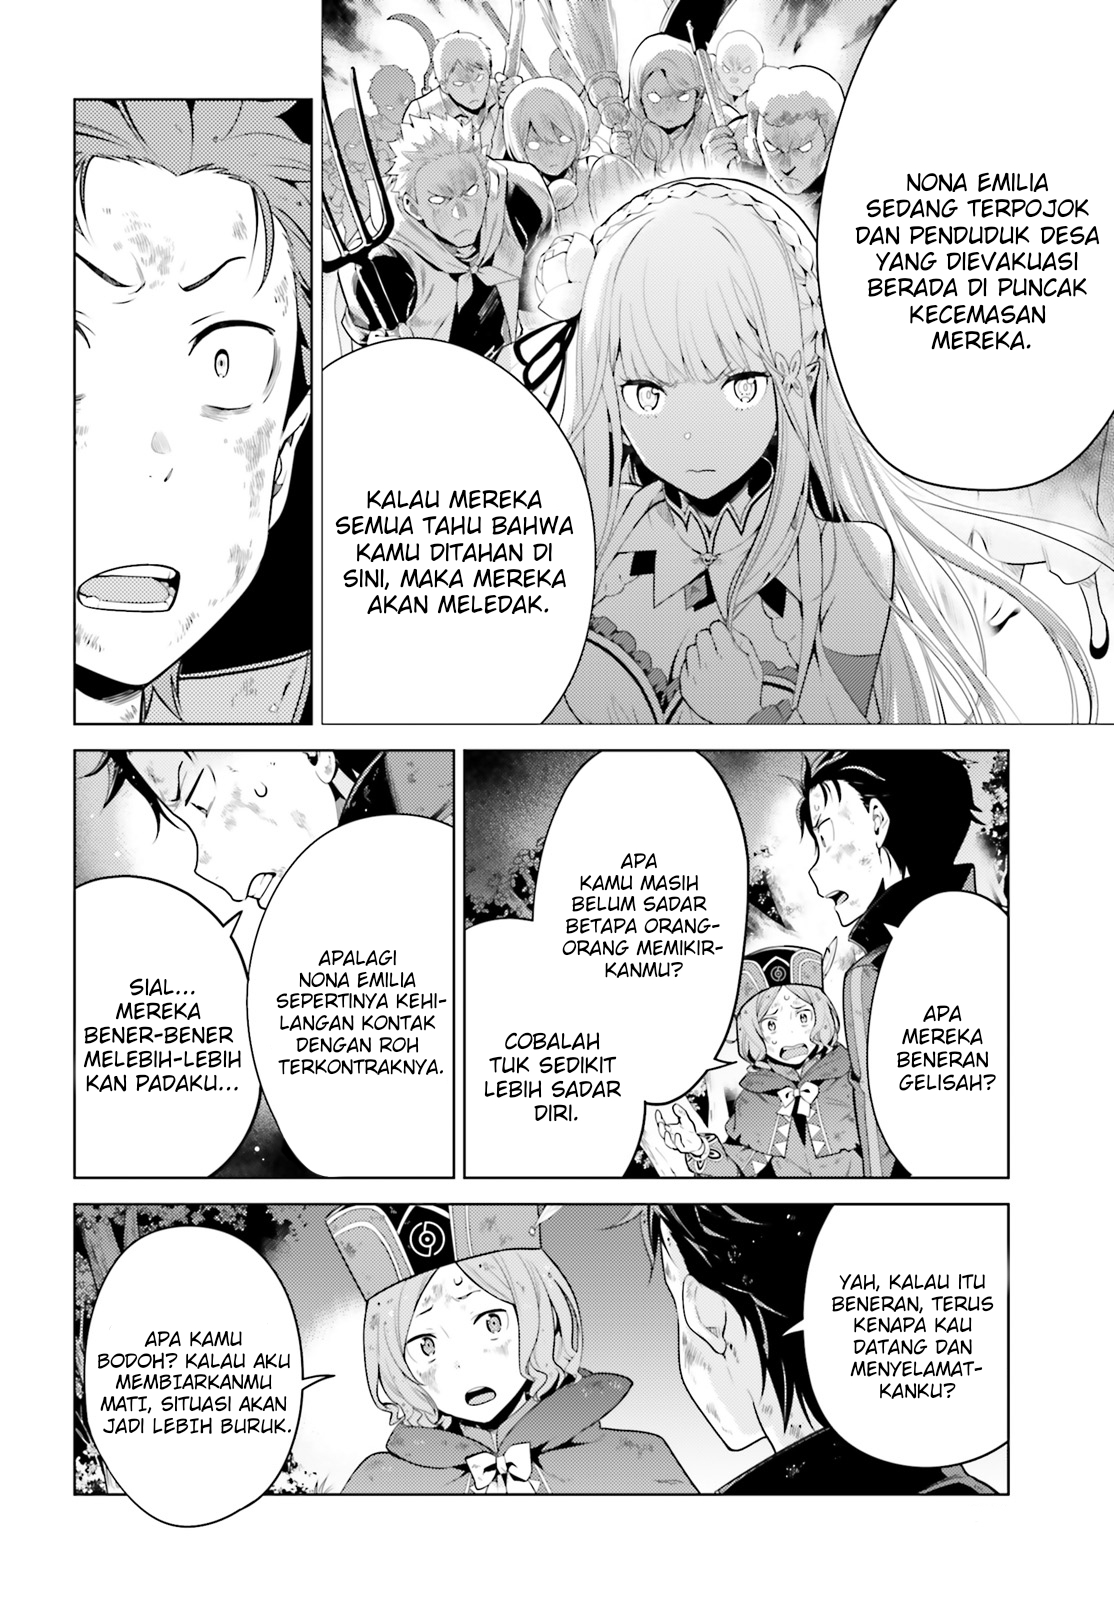 NONA EMILIA
SEDANG TERPOJOK
DAN PENDUDUK DESA
YANG DIEVAKUASI
BERADA DI PUNCAK
KECEMASAN
MEREKA.
KALAU MEREKA
SEMUA TAHU BAHWA
KAMU DITAHAN DI
SINI, MAKA MEREKA
AKAN MELEDAK.
APA
MEREKA
BENERAN
GELISAH?
APA
KAMU MASIH
BELUM SADAR
BETAPA ORANG-
ORANG MEMIKIR-
KANMU?
COBALAH
TUK SEDIKIT
LEBIH SADAR
DIRI.
APALAGI
NONA EMILIA
SEPERTINYA KEHI-
LANGAN KONTAK
DENGAN ROH
TERKONTRAKNYA.
SIAL...
MEREKA
BENER-BENER
MELEBIH-LEBIH
KAN PADAKU...
YAH, KALAU ITU
BENERAN, TERUS
KENAPA KAU
DATANG DAN
MENYELAMAT-
KANKU?
APA KAMU
BODOH? KALAU AKU
MEMBIARKANMU
MATI, SITUASI AKAN
JADI LEBIH BURUK.